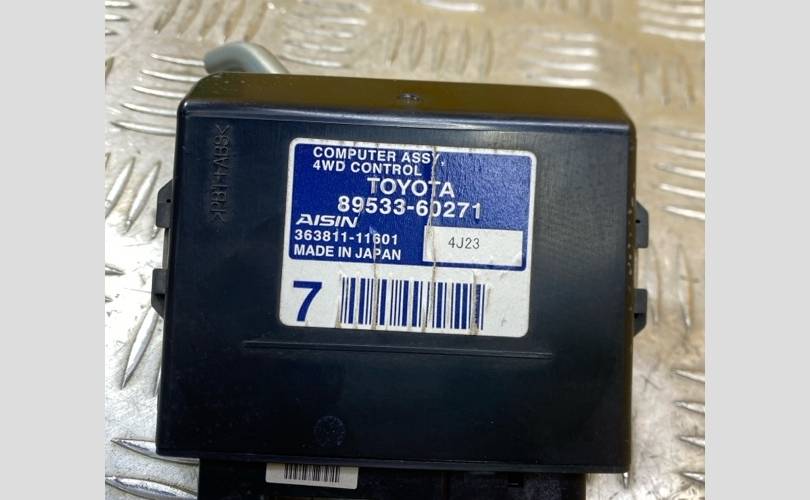 COMPUTER ASSY,
4WD CONTROL
TOYOTA
89533-60271
AISIN
363811-11601 4J23
MADE IN JAPAN
7